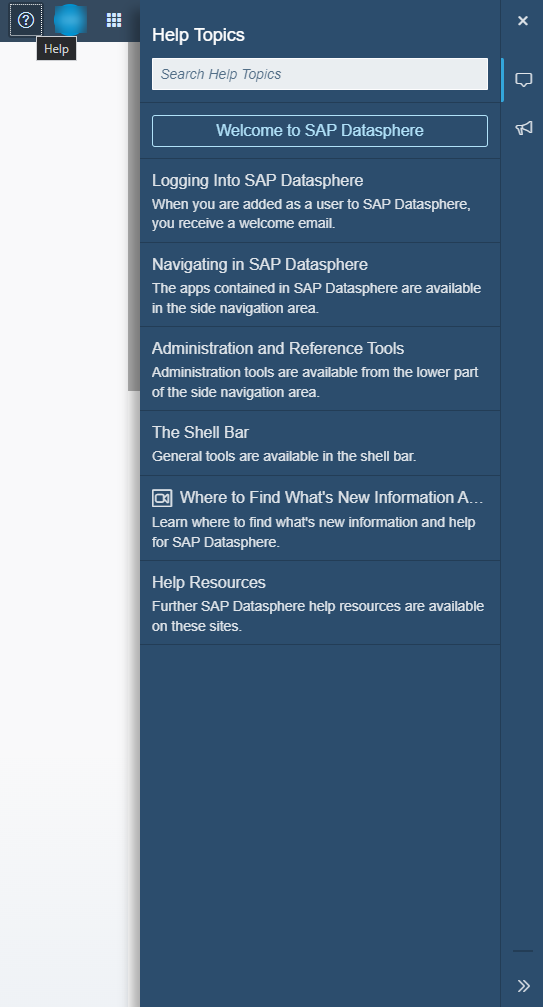 Help
Help Topics
Search Help Topics
Welcome to SAP Datasphere
Logging Into SAP Datasphere
When you are added as a user to SAP Datasphere,
you receive a welcome email.
Navigating in SAP Datasphere
The apps contained in SAP Datasphere are available
in the side navigation area.
Administration and Reference Tools
Administration tools are available from the lower part
of the side navigation area.
The Shell Bar
General tools are available in the shell bar.
Where to Find What's New Information A...
Learn where to find what's new information and help
for SAP Datasphere.
Help Resources
Further SAP Datasphere help resources are available
on these sites.